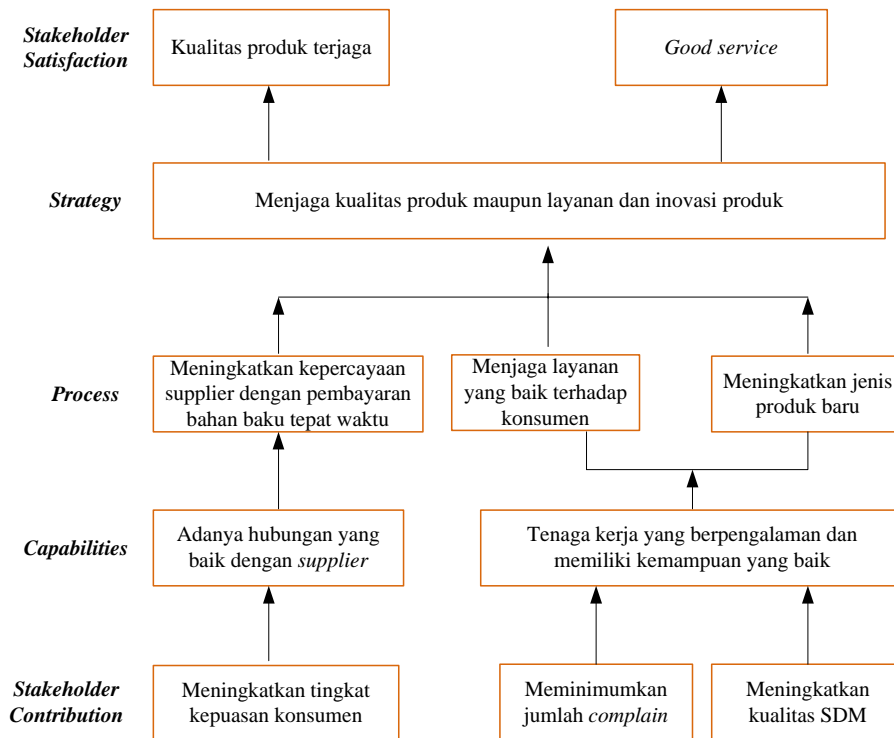 Stakeholder
Satisfaction
Kualitas produk terjaga
Good service
Strategy
Menjaga kualitas produk maupun layanan dan inovasi produk
Process
Meningkatkan kepercayaan
supplier dengan pembayaran
bahan baku tepat waktu
Menjaga layanan
yang baik terhadap
konsumen
Meningkatkan jenis
produk baru
Capabilities
Adanya hubungan yang
baik dengan supplier
Tenaga kerja yang berpengalaman dan
memiliki kemampuan yang baik
Stakeholder
Contribution
Meningkatkan tingkat
kepuasan konsumen
Meminimumkan
jumlah complain
Meningkatkan
kualitas SDM